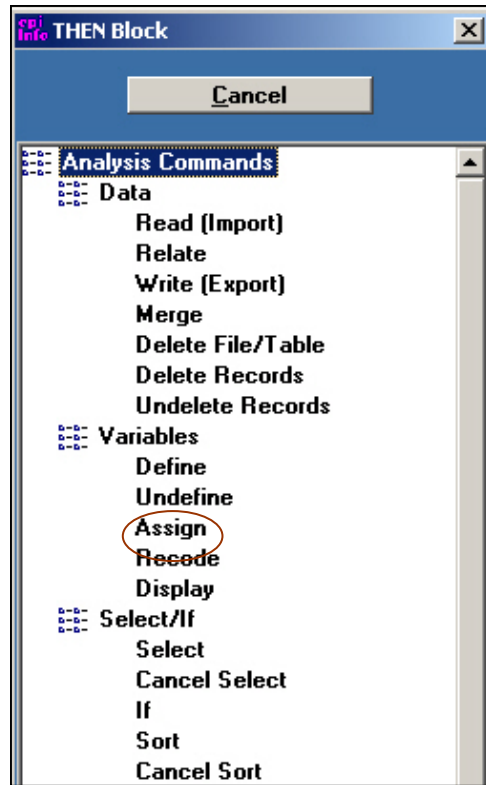 epi info THEN Block
Cancel
Analysis Commands
Data
Read (Import)
Relate
Write (Export)
Merge
Delete File/Table
Delete Records
Undelete Records
Variables
Define
Undefine
Assign
Recode
Display
Select/If
Select
Cancel Select
If
Sort
Cancel Sort